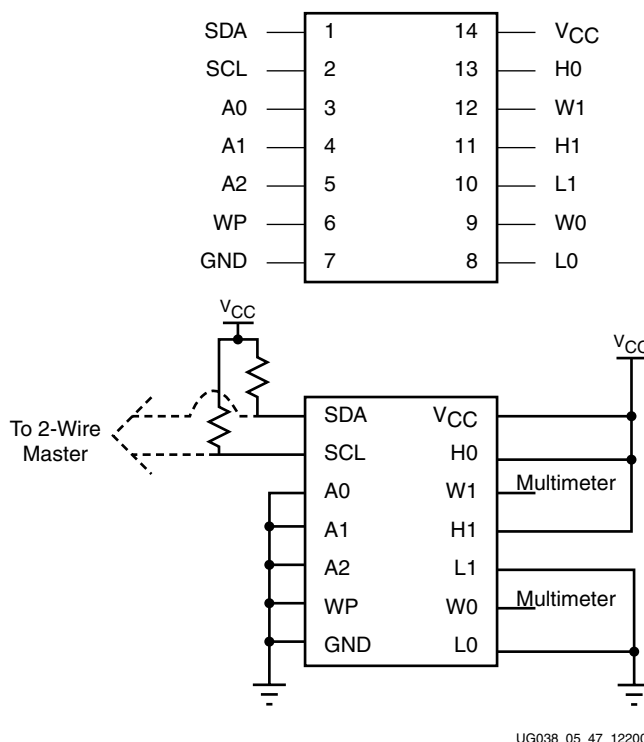 SDA 1 14 VCC
SCL 2 13 H0
A0 3 12 W1
A1 4 11 H1
A2 5 10 L1
WP 6 9 W0
GND 7 8 L0
VCC
VCC
To 2-Wire
Master
SDA VCC
SCL H0
A0 W1 Multimeter
A1 H1
A2 L1
WP W0 Multimeter
GND L0
UG038_05_47_12200